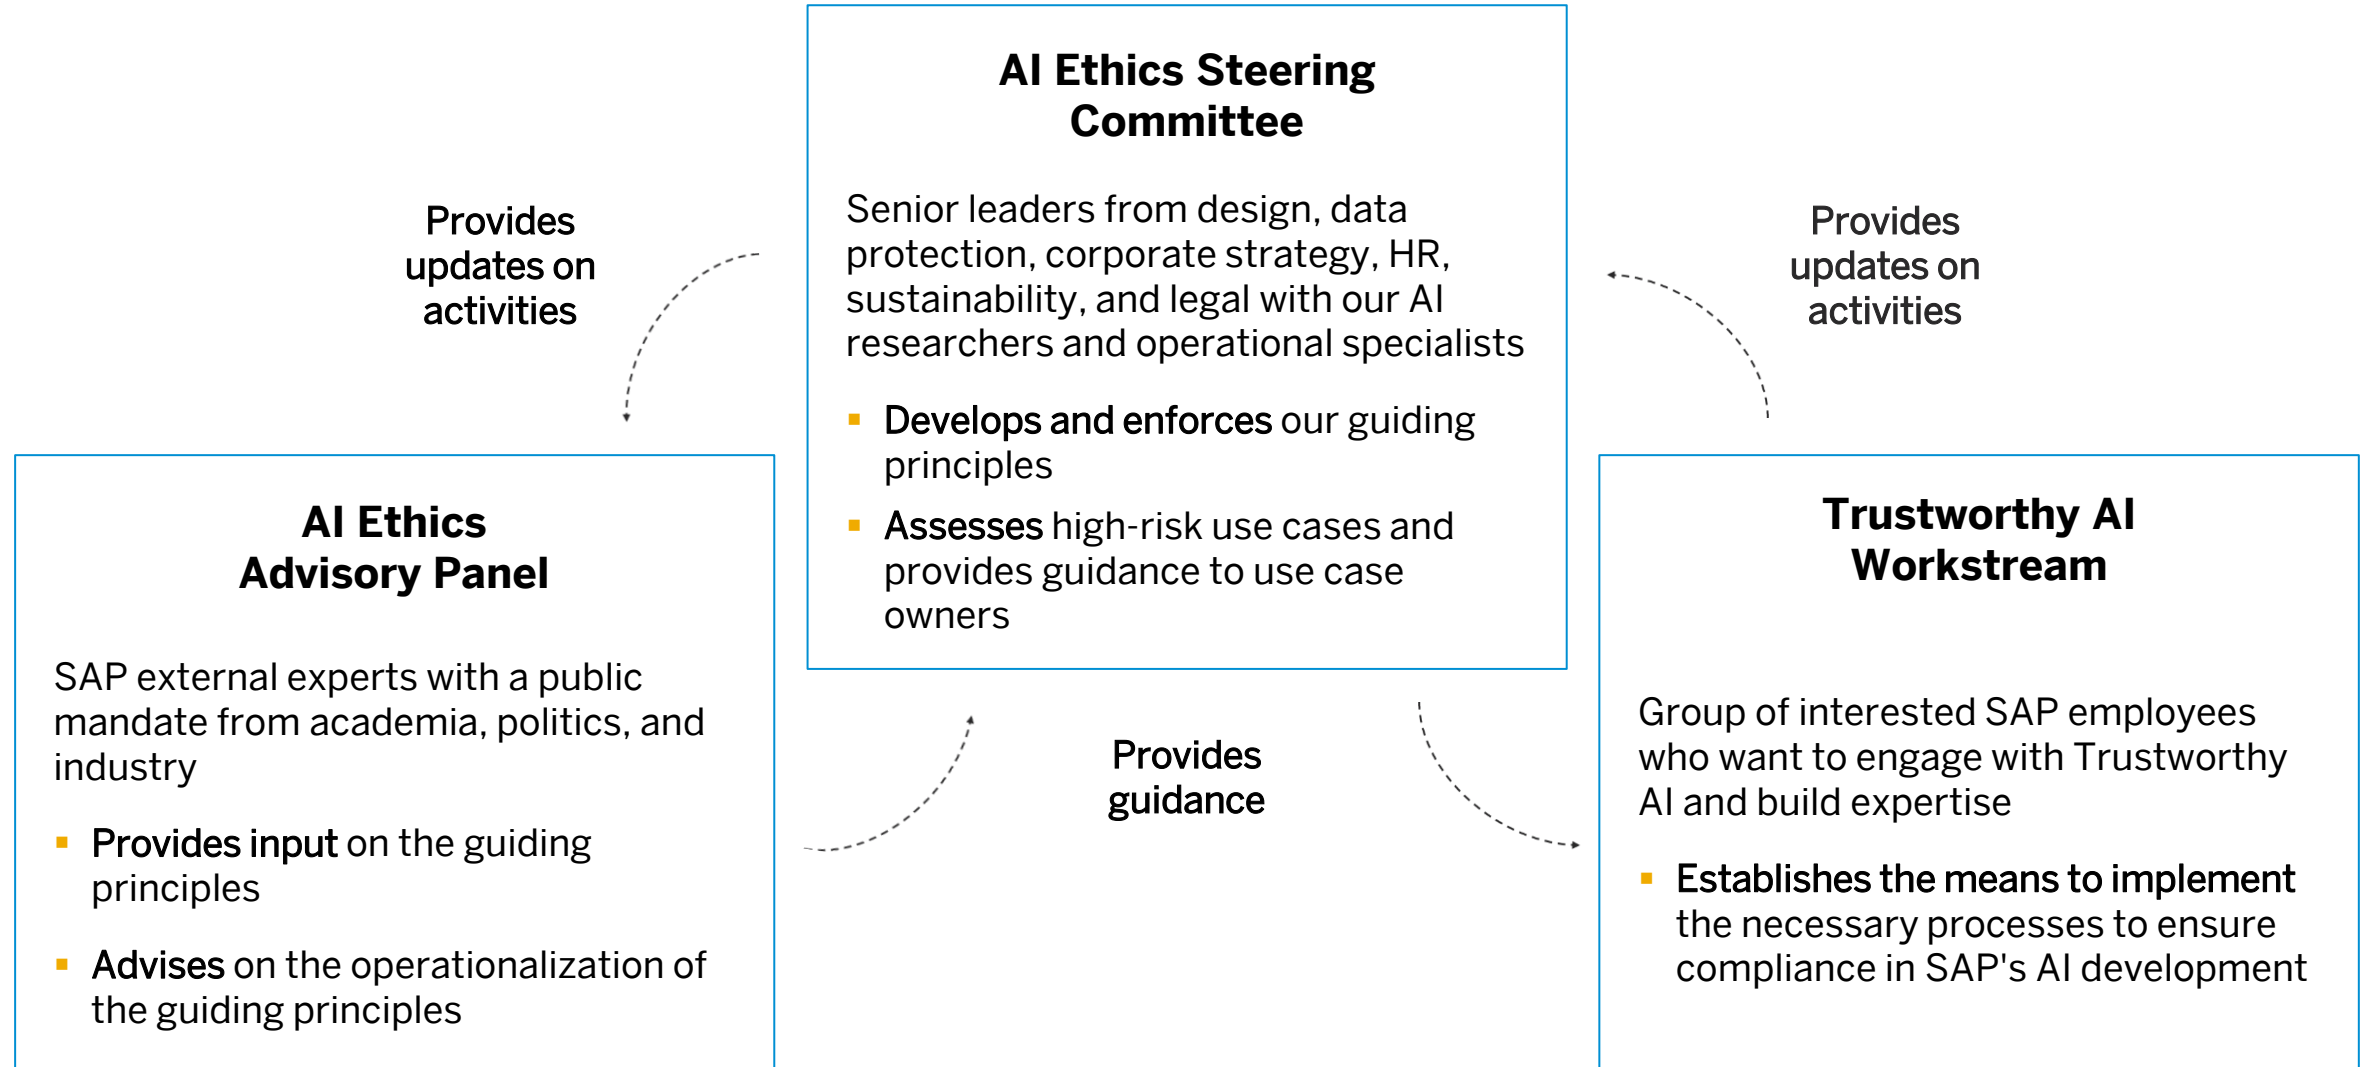 AI Ethics Steering
Committee
Senior leaders from design, data
protection, corporate strategy, HR,
sustainability, and legal with our AI
researchers and operational specialists
▪ Develops and enforces our guiding
principles
▪ Assesses high-risk use cases and
provides guidance to use case
owners
Provides
updates on
activities
Provides
updates on
activities
AI Ethics
Advisory Panel
SAP external experts with a public
mandate from academia, politics, and
industry
▪ Provides input on the guiding
principles
▪ Advises on the operationalization of
the guiding principles
Provides
guidance
Trustworthy AI
Workstream
Group of interested SAP employees
who want to engage with Trustworthy
AI and build expertise
▪ Establishes the means to implement
the necessary processes to ensure
compliance in SAP's AI development